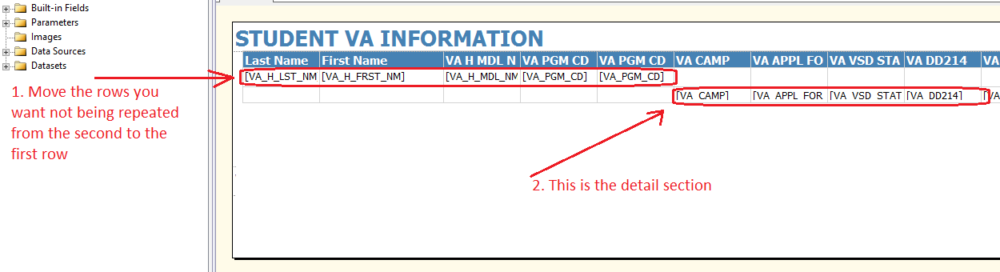 Built-in Fields
Parameters
Images
Data Sources
Datasets
1. Move the rows you
want not being repeated
from the second to the
first row
STUDENT VA INFORMATION
Last Name First Name VA H MDL N VA PGM CD VA PGM CD VA CAMP VA APPL FO VA VSD STA VA DD214 VA
[VA_H_LST_NM [VA_H_FRST_NM] [VA_H_MDL_NM [VA_PGM_CD] [VA_PGM_CD]
[VA_CAMP] [VA_APPL_FOR [VA_VSD_STAT [VA_DD214] [VA
2. This is the detail section